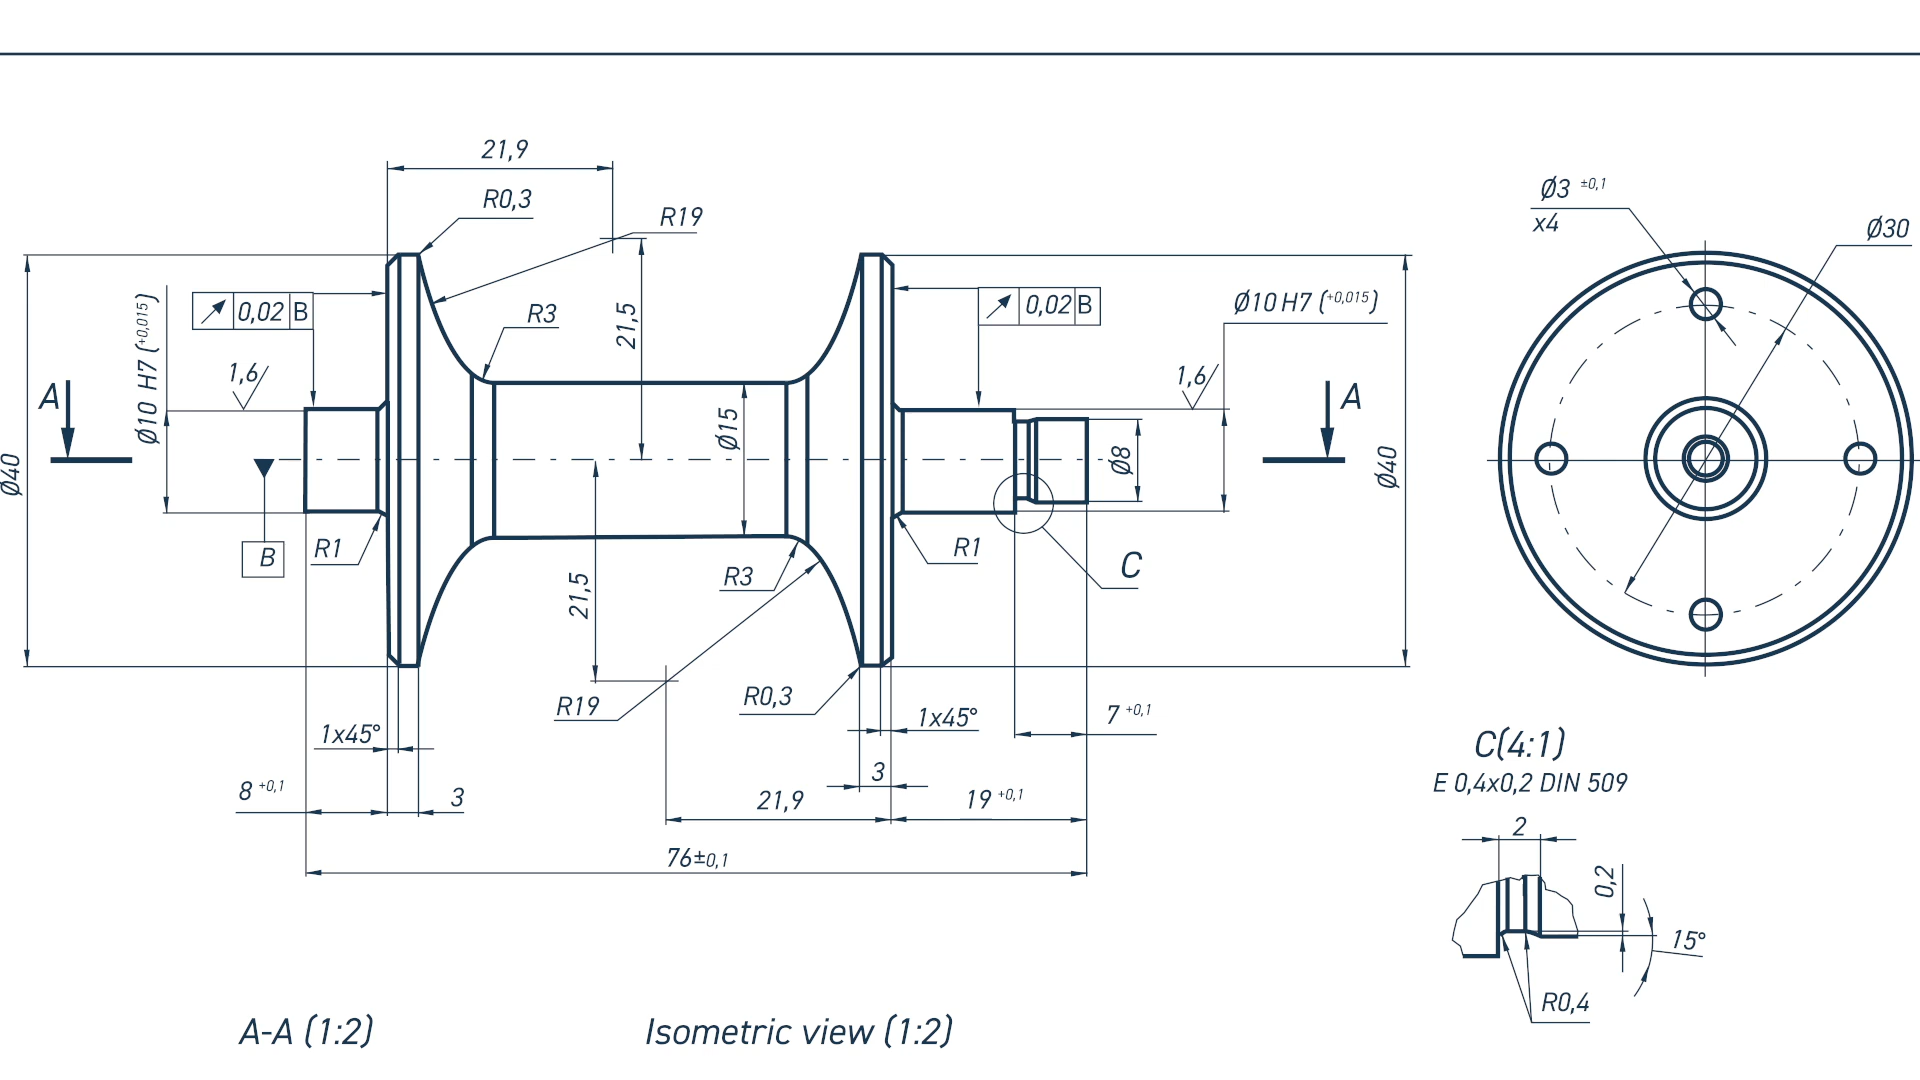 21,9
R0,3
R19
Ø3 ±0,1
x4
Ø30
0,02 B
0,02 B
Ø10 H7 (+0,015)
Ø10 H7 (+0,015)
R3
21,5
1,6
1,6
A
A
Ø40
Ø15
Ø8
Ø40
B
R1
R3
R1
C
21,5
R19
R0,3
1x45°
1x45°
7 +0,1
8 +0,1
3
3
21,9
19 +0,1
76±0,1
C(4:1)
E 0,4x0,2 DIN 509
2
0,2
15°
R0,4
A-A (1:2)
Isometric view (1:2)